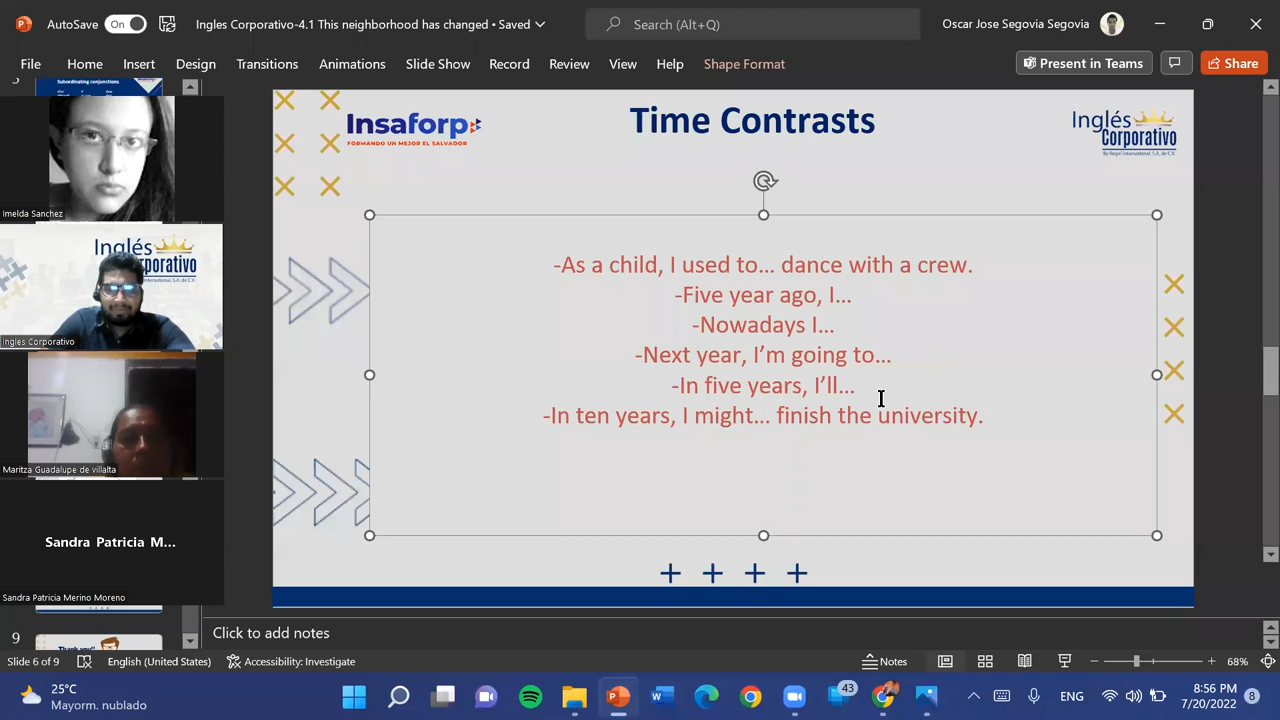 AutoSave
On
Ingles Corporativo-4.1 This neighborhood has changed • Saved
Search (Alt+Q)
Oscar Jose Segovia Segovia
File Home Insert Design Transitions Animations Slide Show Record Review View Help Shape Format
Present in Teams
Share
Subordinating conjunctions
Imelda Sanchez
Inglés
Corporativo
Ingles Corporativo
Maritza Guadalupe de villalta
Sandra Patricia M...
Sandra Patricia Merino Moreno
9
Thank you!
Insaforp
FORMANDO UN MEJOR EL SALVADOR
Time Contrasts
Inglés
Corporativo
-As a child, I used to... dance with a crew.
-Five year ago, I...
-Nowadays I...
-Next year, I'm going to...
-In five years, I'll...
-In ten years, I might... finish the university.
Click to add notes
Slide 6 of 9
English (United States)
Accessibility: Investigate
Notes
68%
25°C
Mayorm. nublado
43
ENG
8:56 PM
7/20/2022
8